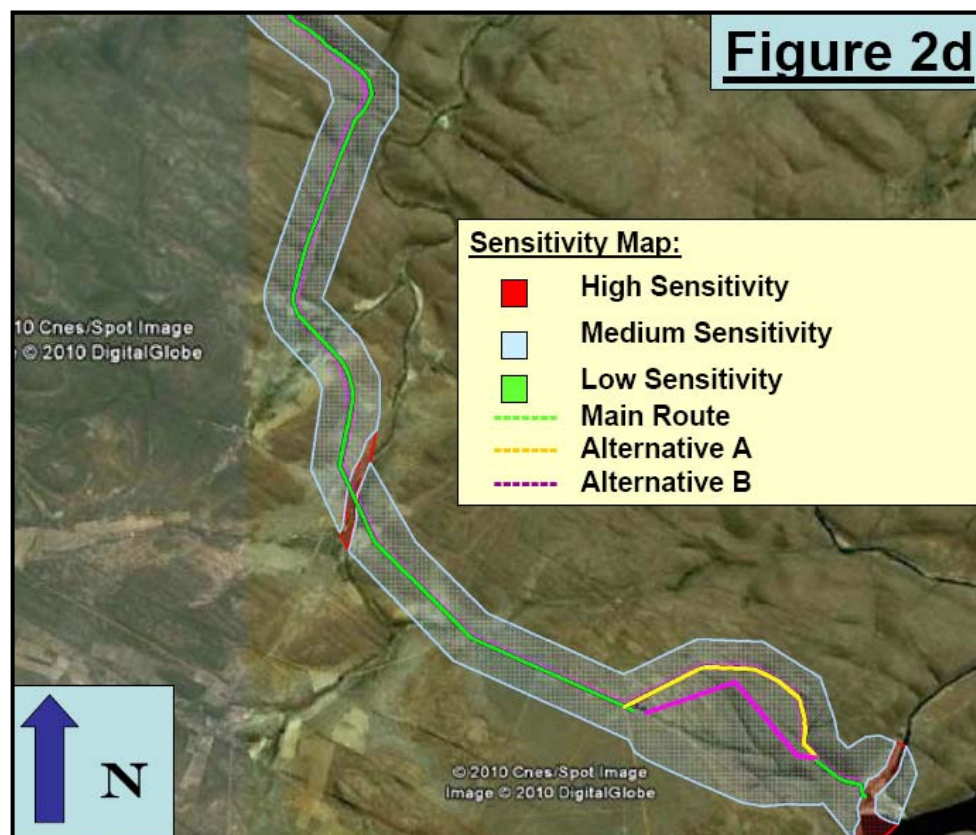 Figure 2d
Sensitivity Map:
High Sensitivity
Medium Sensitivity
Low Sensitivity
Main Route
Alternative A
Alternative B
10 Cnes/Spot Image
© 2010 DigitalGlobe
N
© 2010 Cnes/Spot Image
Image © 2010 DigitalGlobe